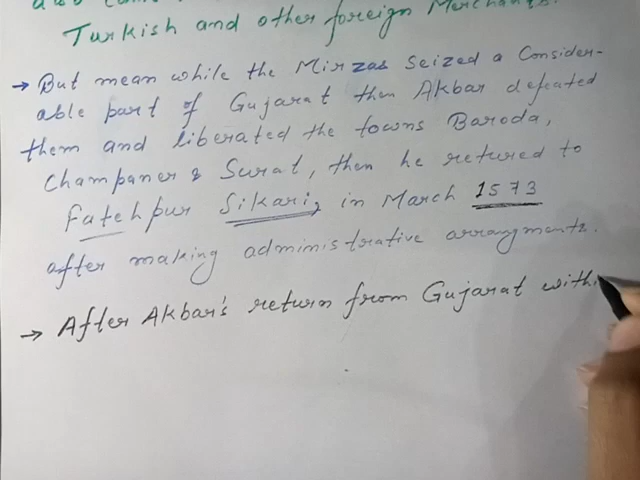 Turkish and other foreign Merchants.
→ But mean while the Mirzas seized a Consider-
able part of Gujarat then Akbar defeated
them and liberated the towns Baroda,
Champaner & Surat, then he retured to
Fatehpur Sikari, in March 1573
after making administrative arrangments.
→ After Akbar's return from Gujarat with